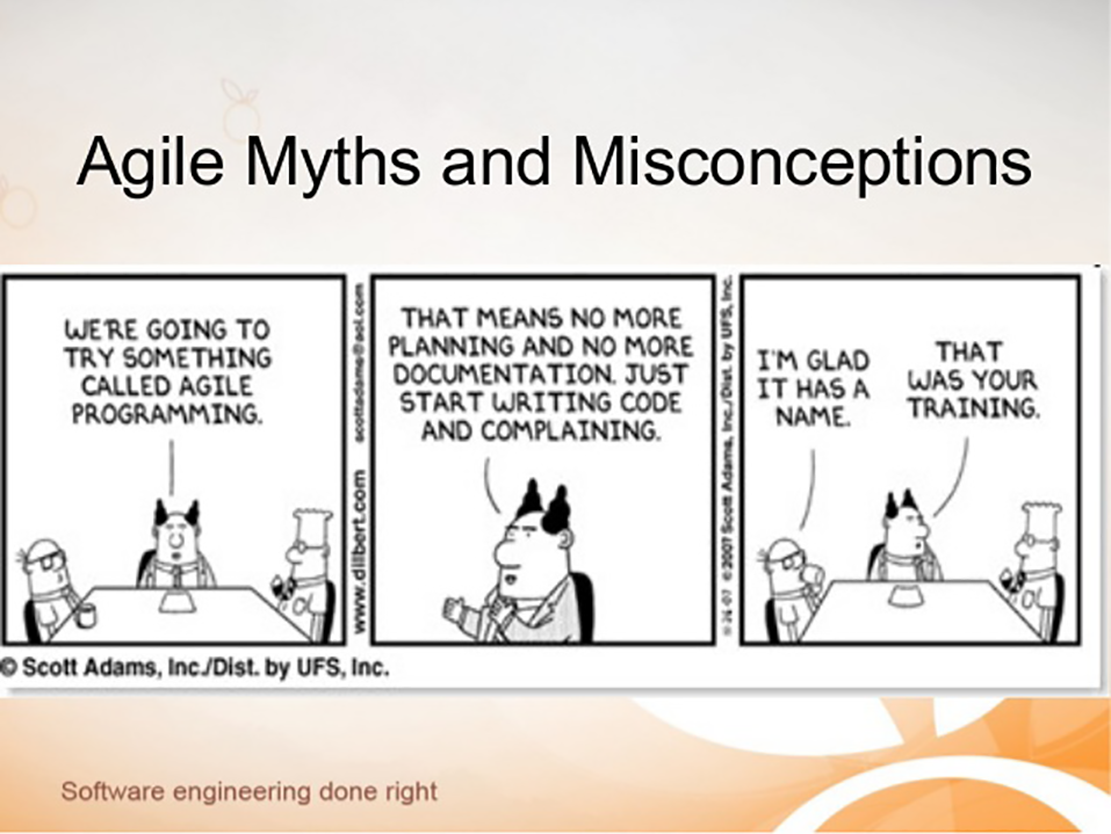 Agile Myths and Misconceptions
WE'RE GOING TO
TRY SOMETHING
CALLED AGILE
PROGRAMMING.
www.dilbert.com scottadams@aol.com
THAT MEANS NO MORE
PLANNING AND NO MORE
DOCUMENTATION. JUST
START WRITING CODE
AND COMPLAINING.
©2007 Scott Adams, Inc./Dist. by UFS, Inc.
I'M GLAD
IT HAS A
NAME.
THAT
WAS YOUR
TRAINING.
© Scott Adams, Inc./Dist. by UFS, Inc.
Software engineering done right